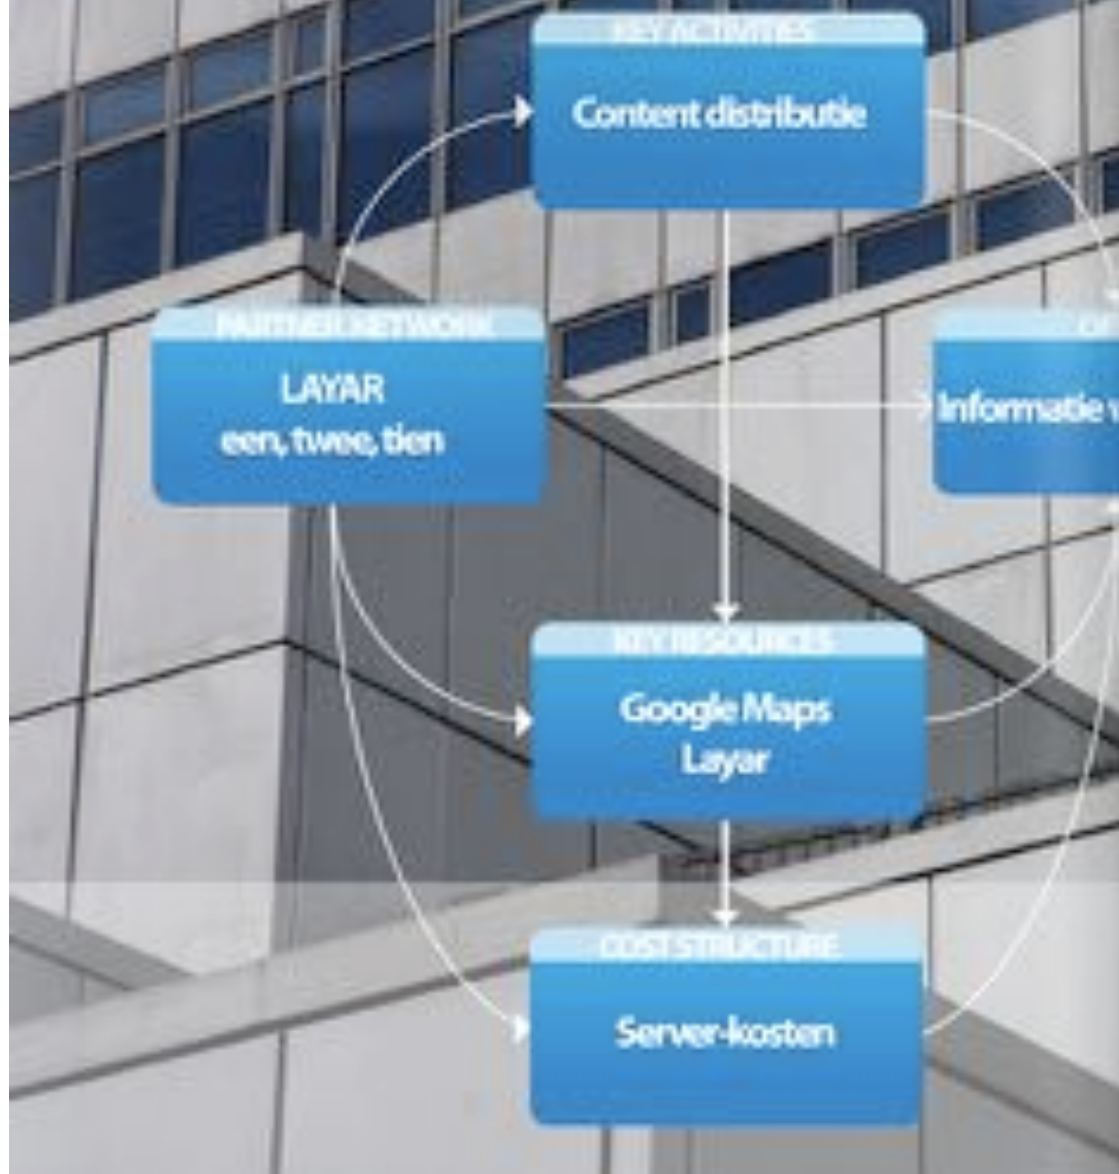 KEY ACTIVITIES
Content distributie
PARTNER NETWORK
LAYAR
een, twee, tien
Informatie
KEY RESOURCES
Google Maps
Layar
COST STRUCTURE
Server-kosten